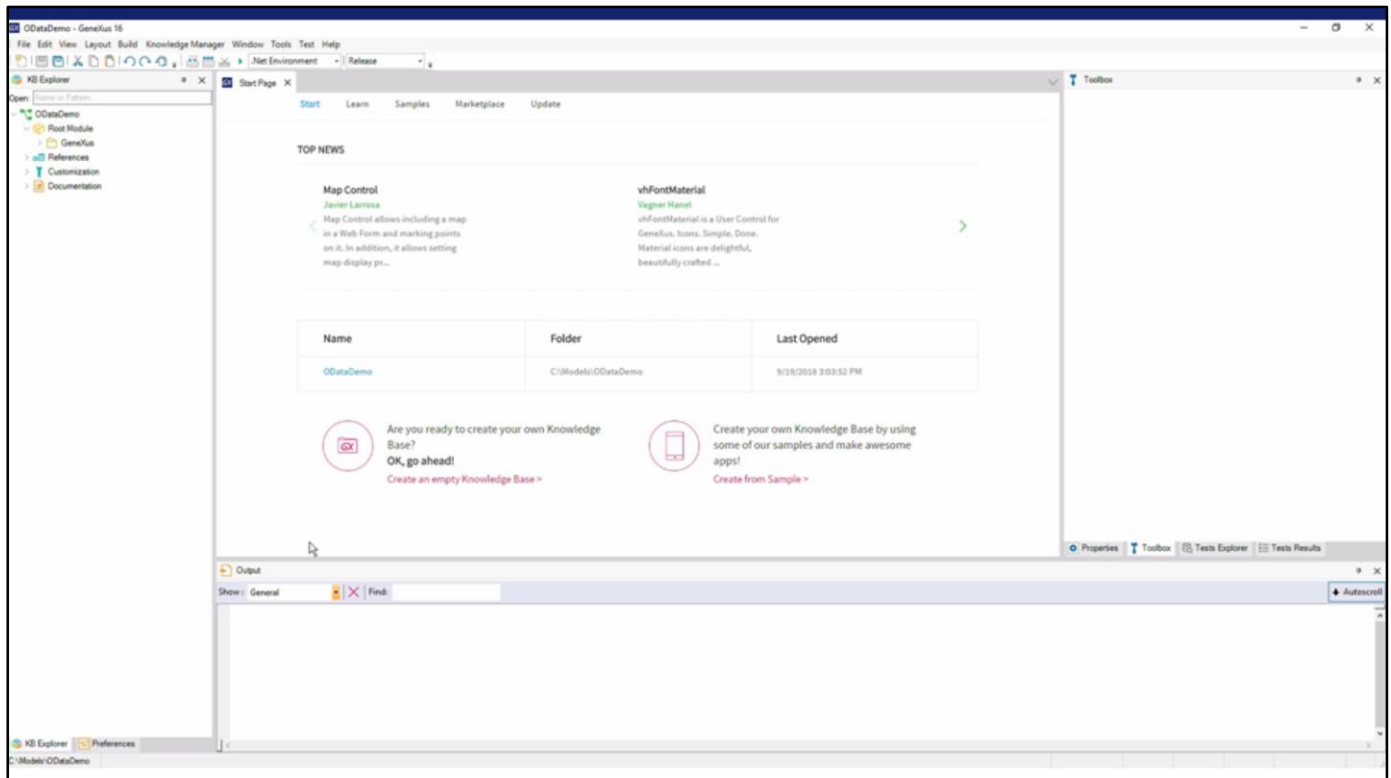 ODataDemo - GeneXus 16
File Edit View Layout Build Knowledge Manager Window Tools Test Help
.Net Environment Release
KB Explorer
Open: Name or Pattern ...
ODataDemo
Root Module
GeneXus
References
Customization
Documentation
Start Page
Start Learn Samples Marketplace Update
TOP NEWS
Map Control
Javier Larrosa
Map Control allows including a map
in a Web Form and marking points
on it. In addition, it allows setting
map display pr...
vhFontMaterial
Vagner Hanel
vhFontMaterial is a User Control for
GeneXus. Icons. Simple. Done.
Material icons are delightful,
beautifully crafted ...
Name Folder Last Opened
ODataDemo C:\Models\ODataDemo 9/19/2018 3:03:52 PM
GX
Are you ready to create your own Knowledge
Base?
OK, go ahead!
Create an empty Knowledge Base >
Create your own Knowledge Base by using
some of our samples and make awesome
apps!
Create from Sample >
Toolbox
Properties Toolbox Tests Explorer Tests Results
Output
Show: General Find:
Autoscroll
KB Explorer Preferences
C:\Models\ODataDemo